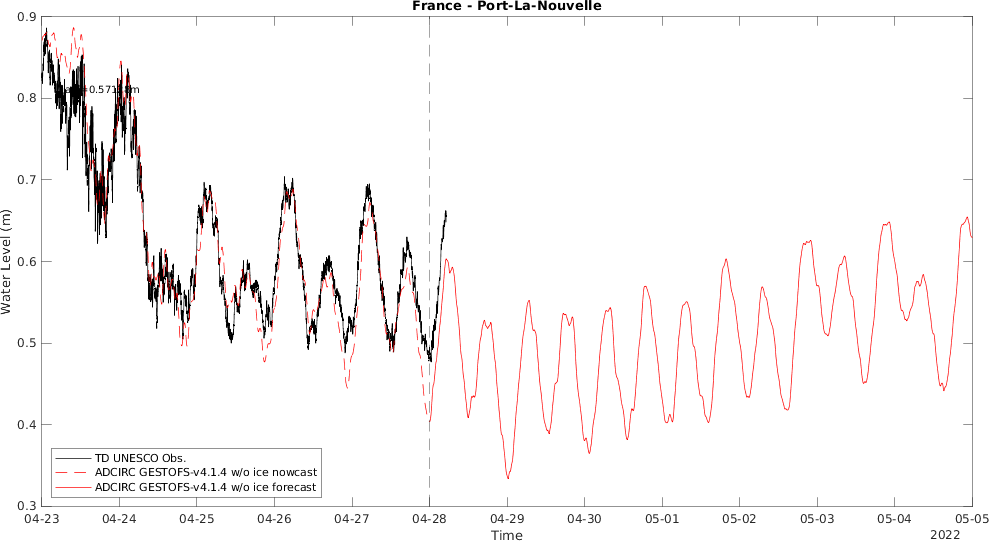 France - Port-La-Nouvelle
Water Level (m)
0.9
0.8
0.7
0.6
0.5
0.4
0.3
TD UNESCO Obs.
ADCIRC GESTOFS-v4.1.4 w/o ice nowcast
ADCIRC GESTOFS-v4.1.4 w/o ice forecast
04-23 04-24 04-25 04-26 04-27 04-28 04-29 04-30 05-01 05-02 05-03 05-04 05-05
Time
2022